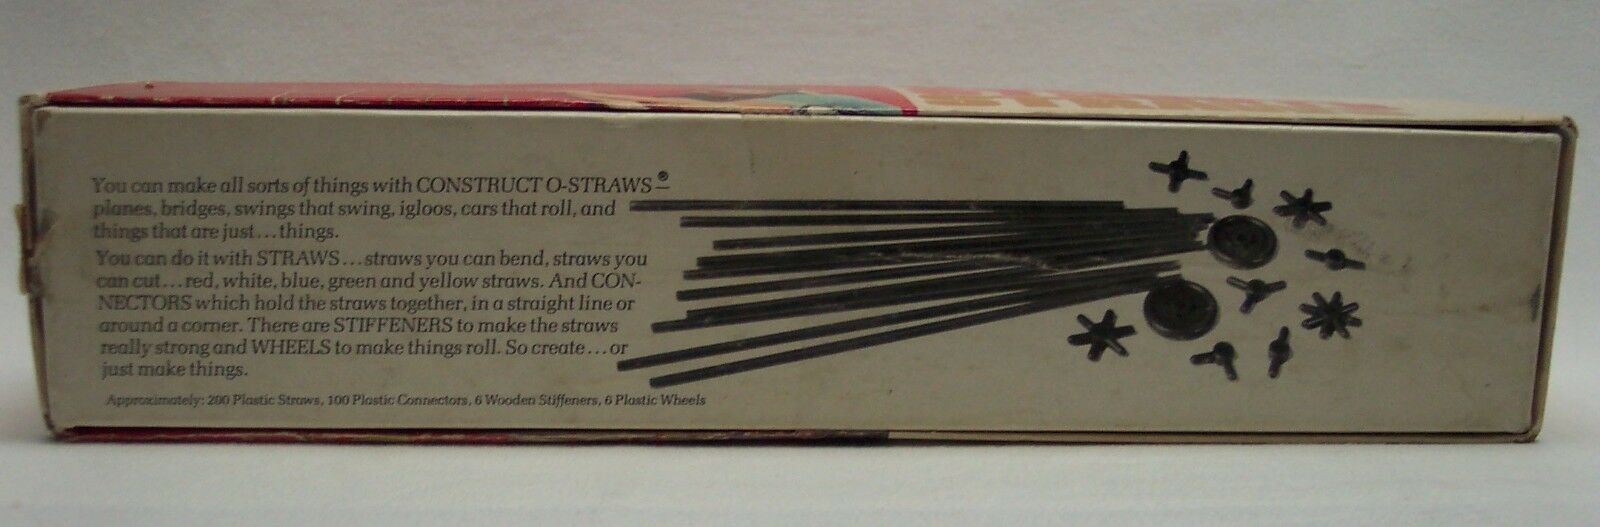 You can make all sorts of things with CONSTRUCT O-STRAWS®—
planes, bridges, swings that swing, igloos, cars that roll, and
things that are just...things.
You can do it with STRAWS...straws you can bend, straws you
can cut...red, white, blue, green and yellow straws. And CON-
NECTORS which hold the straws together, in a straight line or
around a corner. There are STIFFENERS to make the straws
really strong and WHEELS to make things roll. So create...or
just make things.
Approximately: 200 Plastic Straws, 100 Plastic Connectors, 6 Wooden Stiffeners, 6 Plastic Wheels